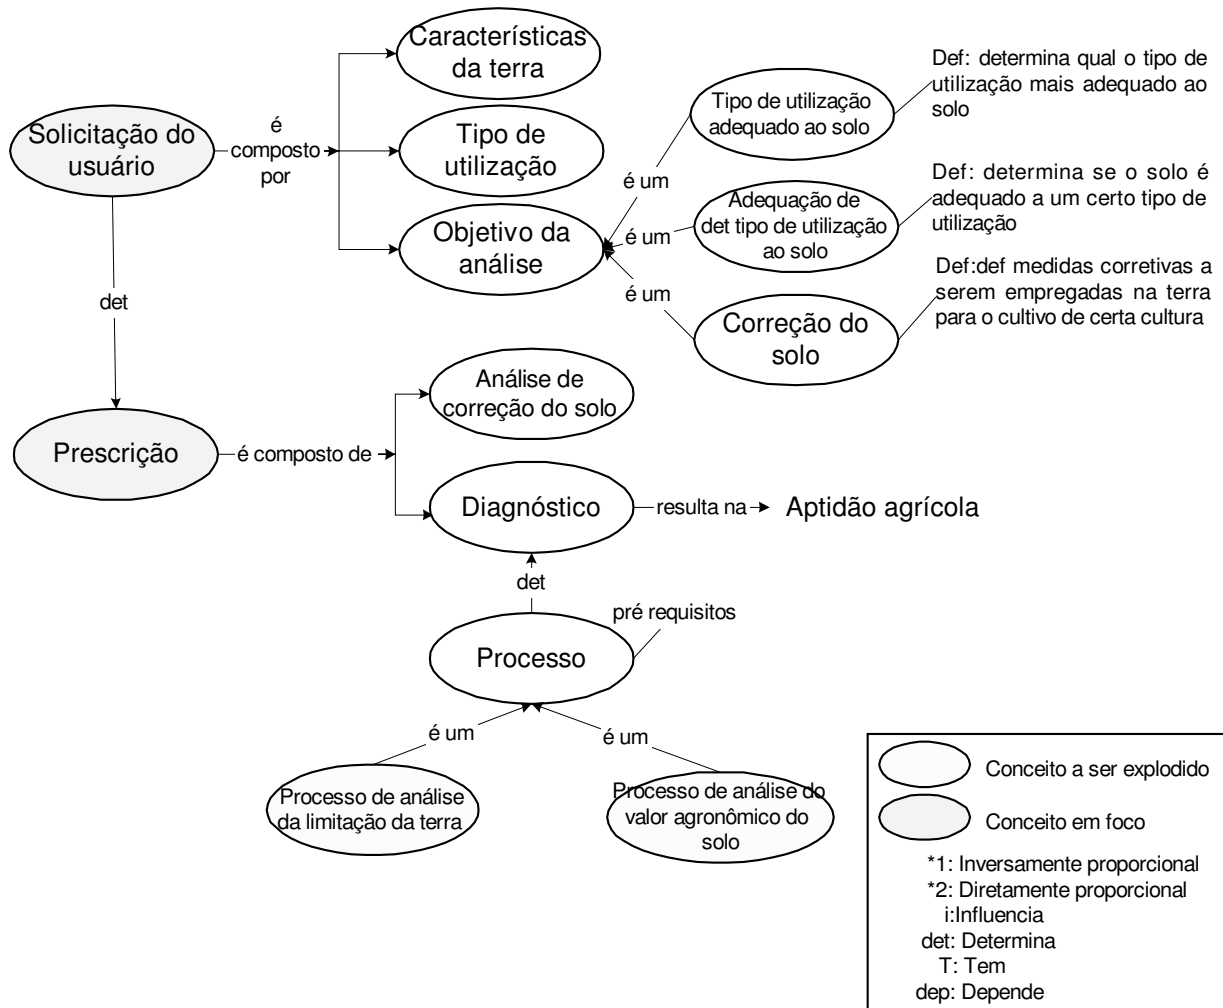 Características
da terra
Solicitação do
usuário
é
composto
por
Tipo de
utilização
Objetivo da
análise
Tipo de utilização
adequado ao solo
Def: determina qual o tipo de
utilização mais adequado ao
solo
é um
Adequação de
det tipo de utilização
ao solo
Def: determina se o solo é
adequado a um certo tipo de
utilização
é um
Correção do
solo
Def:def medidas corretivas a
serem empregadas na terra
para o cultivo de certa cultura
é um
det
Prescrição
é composto de
Análise de
correção do solo
Diagnóstico
resulta na
Aptidão agrícola
det
Processo
pré requisitos
é um
é um
Processo de análise
da limitação da terra
Processo de análise do
valor agronômico do
solo
Conceito a ser explodido
Conceito em foco
*1: Inversamente proporcional
*2: Diretamente proporcional
i:Influencia
det: Determina
T: Tem
dep: Depende